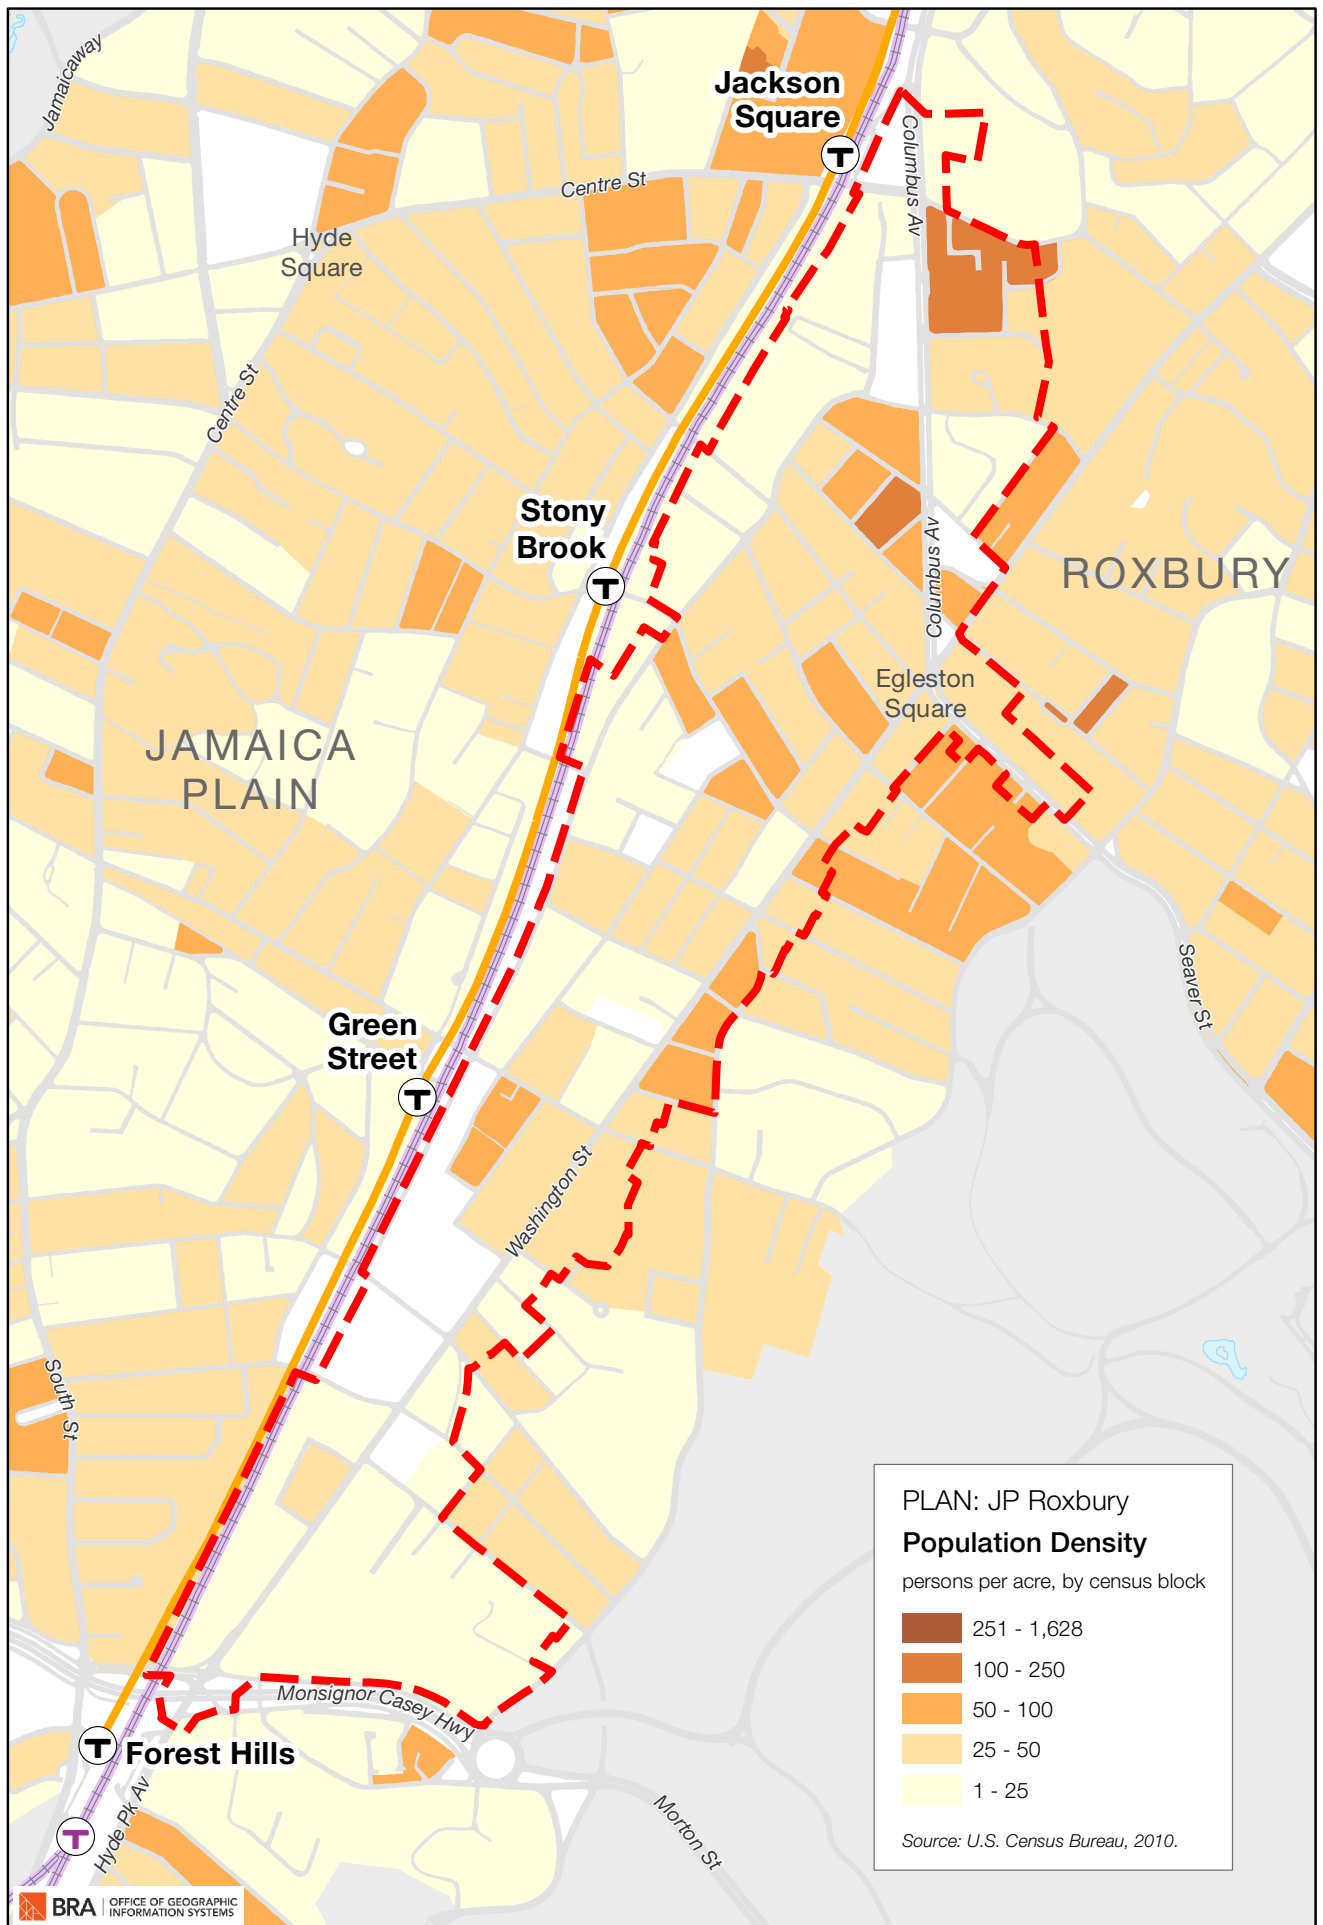 Jamaicaway
Jackson
Square
T
Columbus Av
Centre St
Hyde
Square
Centre St
Stony
Brook
T
Columbus Av
ROXBURY
Egleston
Square
JAMAICA
PLAIN
Seaver St
Green
Street
T
Washington St
South St
Monsignor Casey Hwy
T
Forest Hills
T
Hyde Pk Av
Morton St
PLAN: JP Roxbury
Population Density
persons per acre, by census block
251 - 1,628
100 - 250
50 - 100
25 - 50
1 - 25
Source: U.S. Census Bureau, 2010.
BRA
OFFICE OF GEOGRAPHIC
INFORMATION SYSTEMS